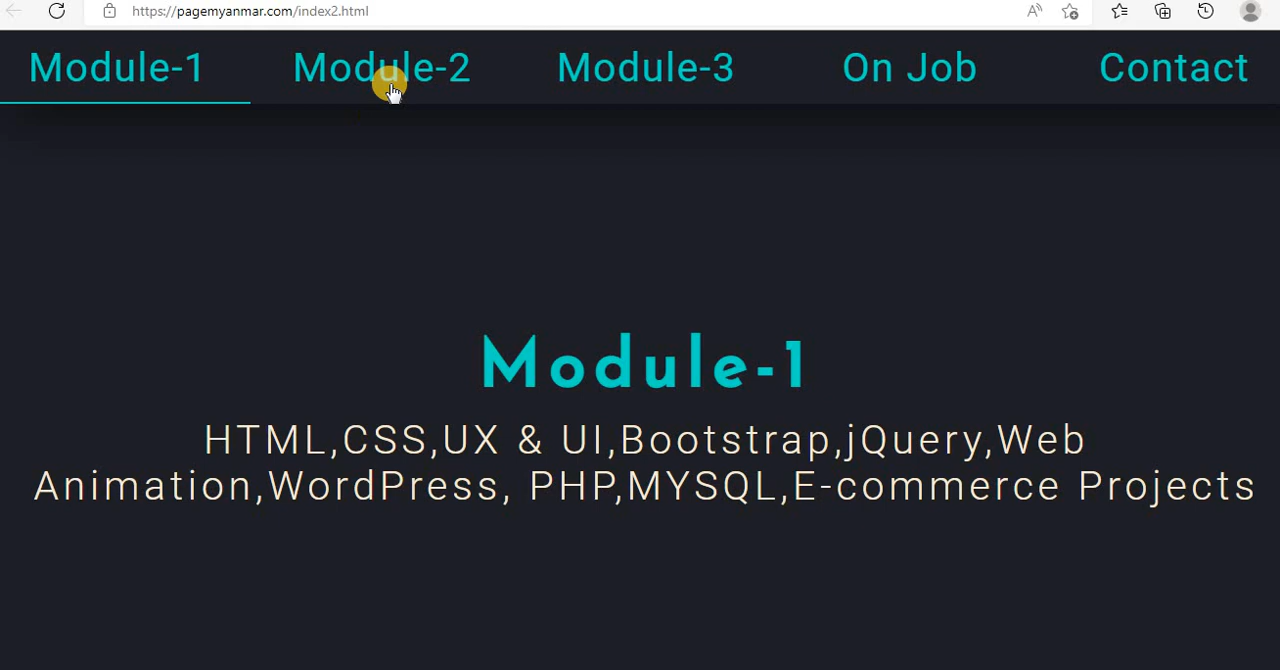 https://pagemyanmar.com/index2.html
Module-1 Module-2 Module-3 On Job Contact
Module-1
HTML,CSS,UX & UI,Bootstrap,jQuery,Web
Animation,WordPress, PHP,MYSQL,E-commerce Projects